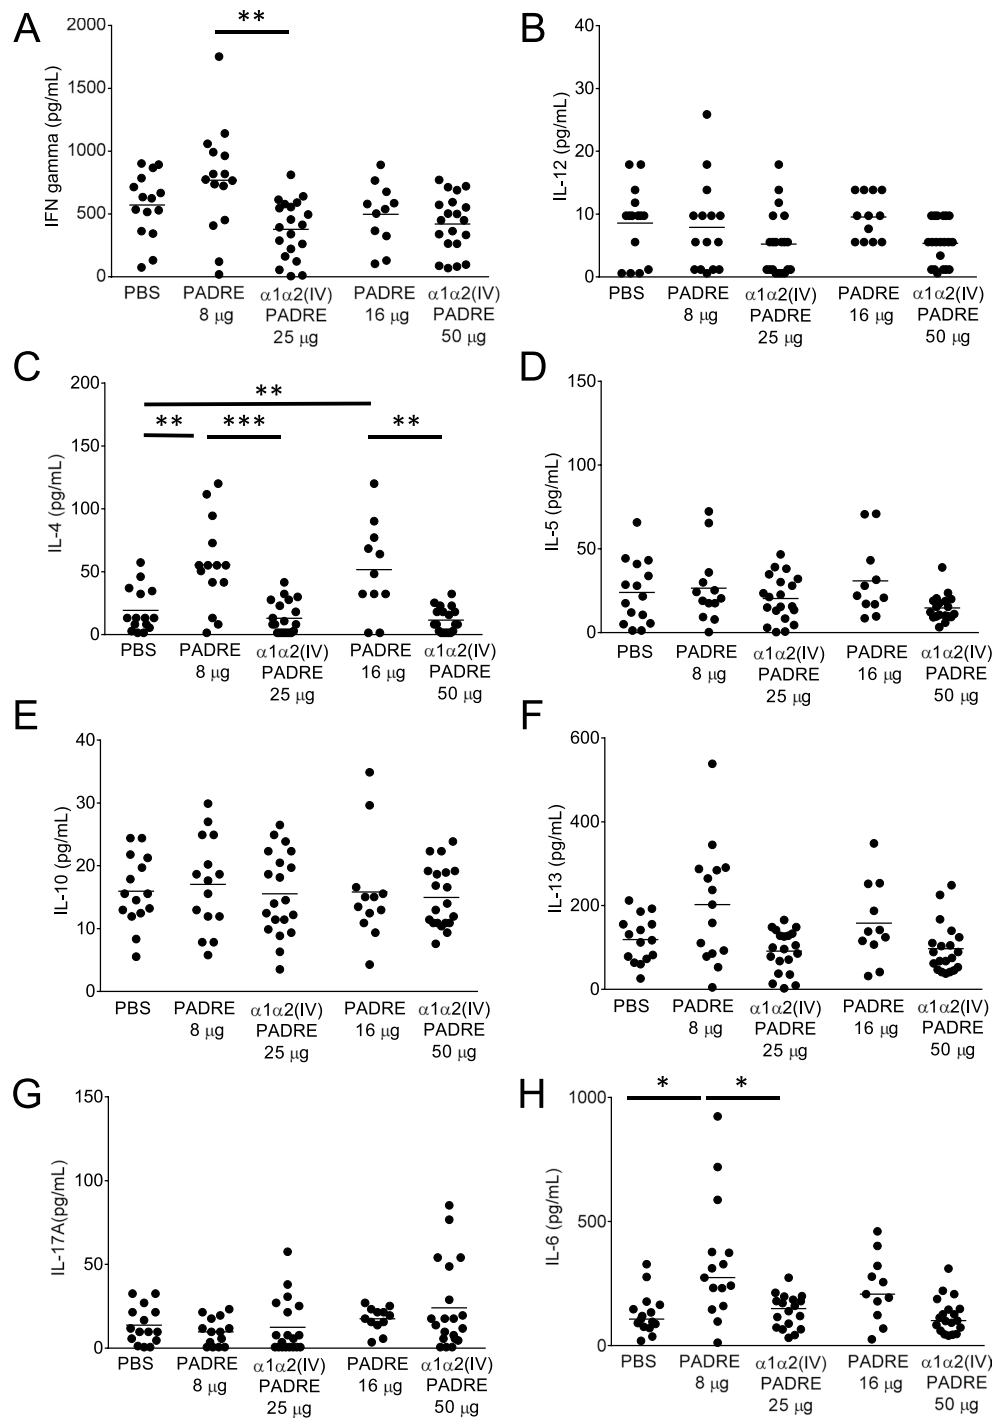 A
IFN gamma (pg/mL)
2000
1500
1000
500
0
**
PBS PADRE α1α2(IV) PADRE α1α2(IV)
8 μg PADRE 16 μg PADRE
25 μg 50 μg
B
IL-12 (pg/mL)
40
30
20
10
0
PBS PADRE α1α2(IV) PADRE α1α2(IV)
8 μg PADRE 16 μg PADRE
25 μg 50 μg
C
IL-4 (pg/mL)
200
150
100
50
0
**
** *** **
PBS PADRE α1α2(IV) PADRE α1α2(IV)
8 μg PADRE 16 μg PADRE
25 μg 50 μg
D
IL-5 (pg/mL)
150
100
50
0
PBS PADRE α1α2(IV) PADRE α1α2(IV)
8 μg PADRE 16 μg PADRE
25 μg 50 μg
E
IL-10 (pg/mL)
40
30
20
10
0
PBS PADRE α1α2(IV) PADRE α1α2(IV)
8 μg PADRE 16 μg PADRE
25 μg 50 μg
F
IL-13 (pg/mL)
600
400
200
0
PBS PADRE α1α2(IV) PADRE α1α2(IV)
8 μg PADRE 16 μg PADRE
25 μg 50 μg
G
IL-17A(pg/mL)
150
100
50
0
PBS PADRE α1α2(IV) PADRE α1α2(IV)
8 μg PADRE 16 μg PADRE
25 μg 50 μg
H
IL-6 (pg/mL)
1000
500
0
* *
PBS PADRE α1α2(IV) PADRE α1α2(IV)
8 μg PADRE 16 μg PADRE
25 μg 50 μg